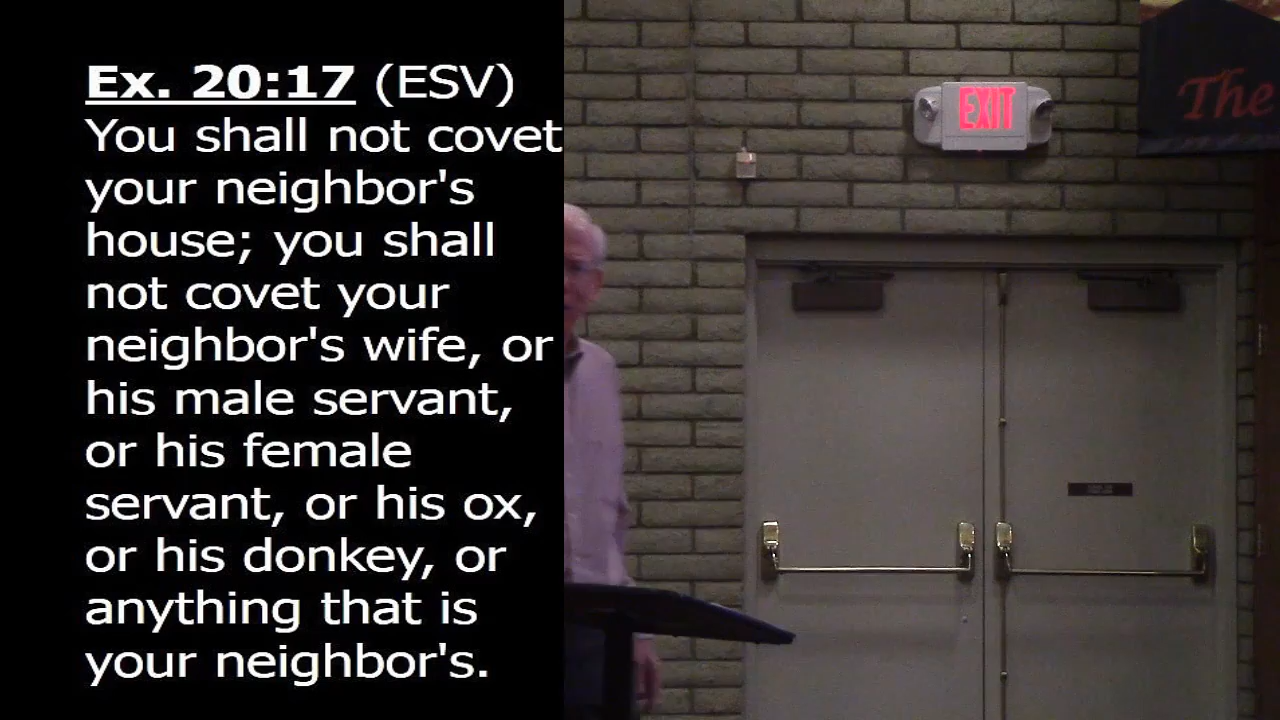 Ex. 20:17 (ESV)
You shall not covet
your neighbor's
house; you shall
not covet your
neighbor's wife, or
his male servant,
or his female
servant, or his ox,
or his donkey, or
anything that is
your neighbor's.
EXIT
The